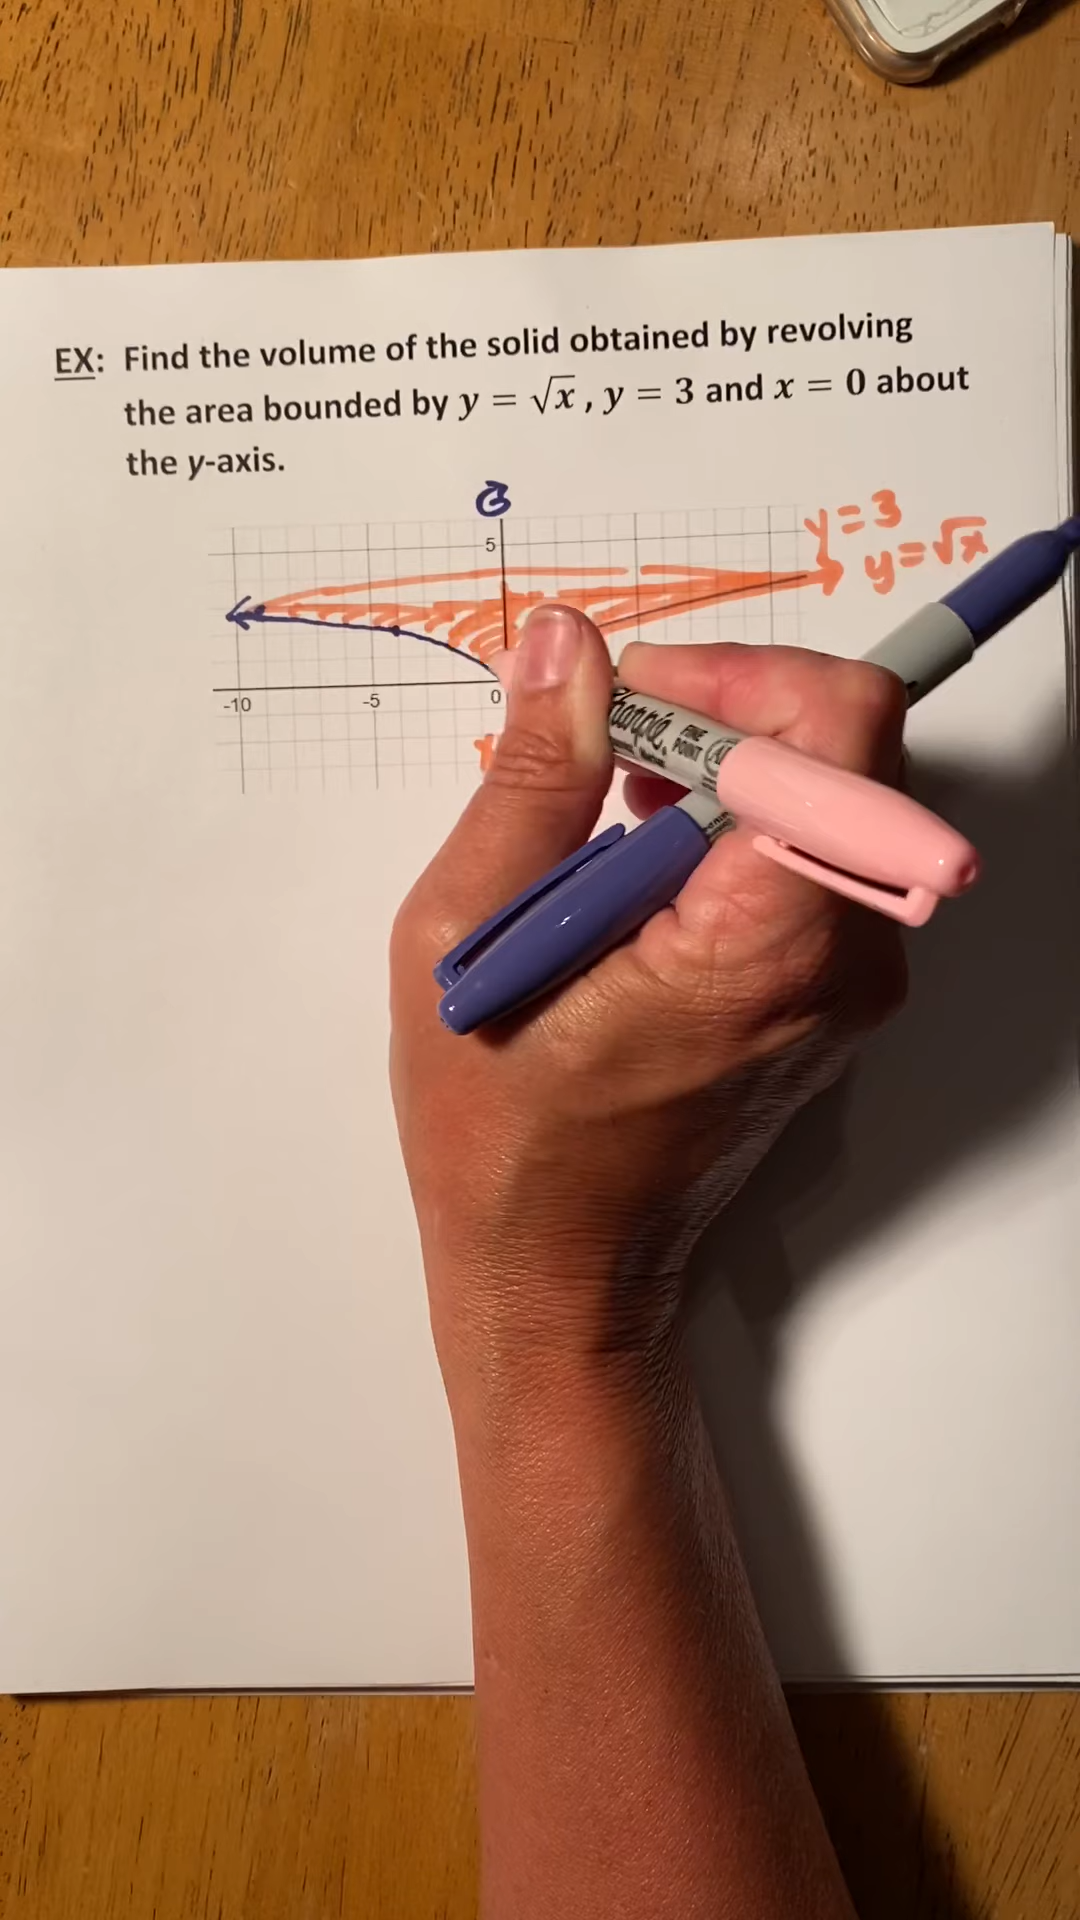 EX: Find the volume of the solid obtained by revolving
the area bounded by y = √x , y = 3 and x = 0 about
the y-axis.
y=3
5
y=√x
-10 -5 0
Sharpie.
FINE
POINT